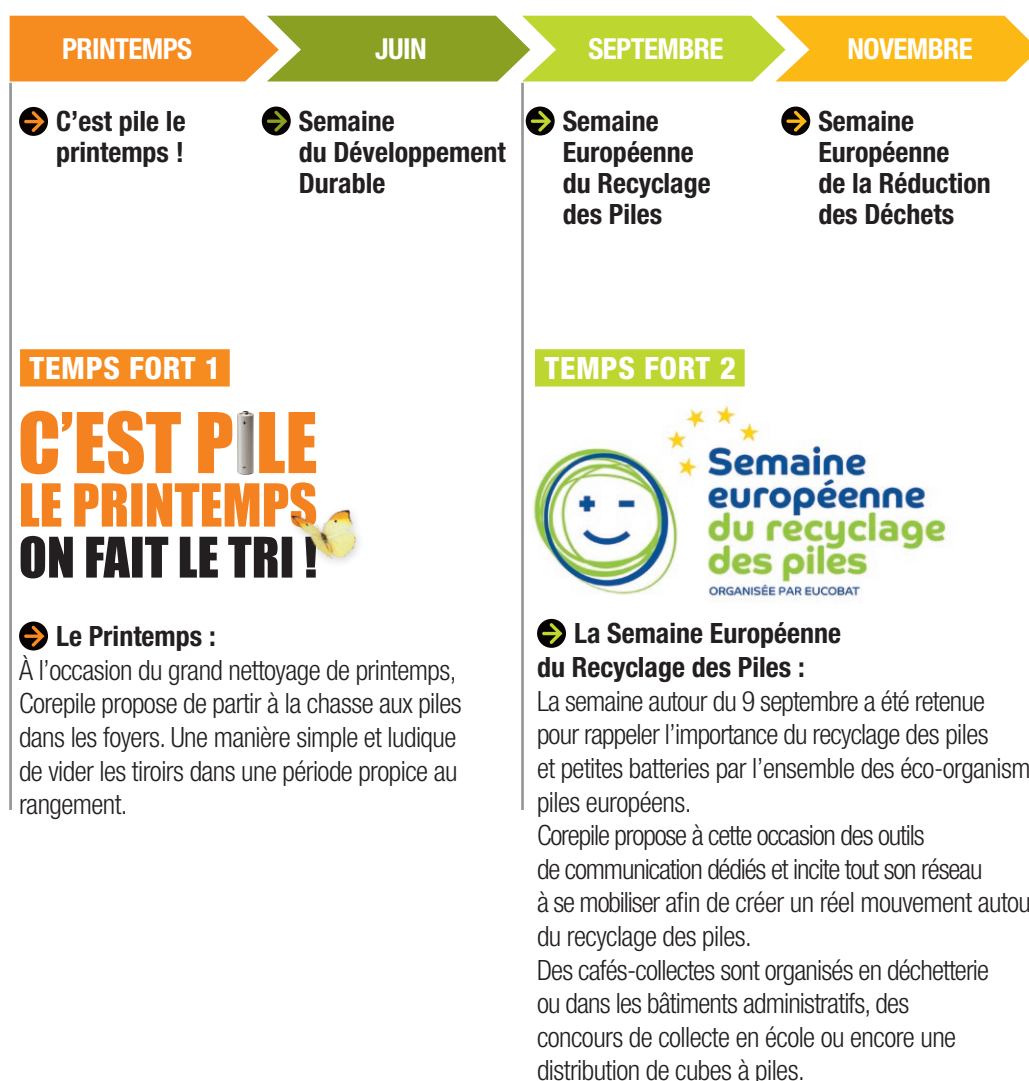 PRINTEMPS
JUIN
SEPTEMBRE
NOVEMBRE
C’est pile le
printemps !
Semaine
du Développement
Durable
Semaine
Européenne
du Recyclage
des Piles
Semaine
Européenne
de la Réduction
des Déchets
TEMPS FORT 1
C’EST PILE
LE PRINTEMPS
ON FAIT LE TRI !
Le Printemps :
À l’occasion du grand nettoyage de printemps,
Corepile propose de partir à la chasse aux piles
dans les foyers. Une manière simple et ludique
de vider les tiroirs dans une période propice au
rangement.
TEMPS FORT 2
Semaine
européenne
du recyclage
des piles
ORGANISÉE PAR EUCOBAT
La Semaine Européenne
du Recyclage des Piles :
La semaine autour du 9 septembre a été retenue
pour rappeler l’importance du recyclage des piles
et petites batteries par l’ensemble des éco-organism
piles européens.
Corepile propose à cette occasion des outils
de communication dédiés et incite tout son réseau
à se mobiliser afin de créer un réel mouvement autou
du recyclage des piles.
Des cafés-collectes sont organisés en déchetterie
ou dans les bâtiments administratifs, des
concours de collecte en école ou encore une
distribution de cubes à piles.